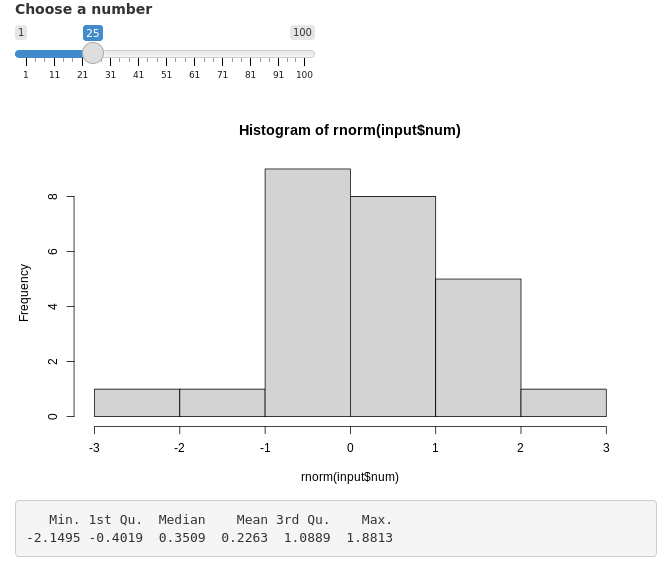 Choose a number
1 25 100
1 11 21 31 41 51 61 71 81 91 100
Histogram of rnorm(input$num)
Frequency
0 2 4 6 8
-3 -2 -1 0 1 2 3
rnorm(input$num)
Min. 1st Qu. Median Mean 3rd Qu. Max.
-2.1495 -0.4019 0.3509 0.2263 1.0889 1.8813